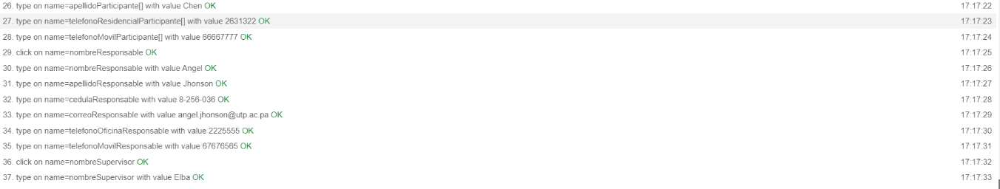 26. type on name=apellidoParticipante[] with value Chen OK 17:17:22
27. type on name=telefonoResidencialParticipante[] with value 2631322 OK 17:17:23
28. type on name=telefonoMovilParticipante[] with value 66667777 OK 17:17:24
29. click on name=nombreResponsable OK 17:17:25
30. type on name=nombreResponsable with value Angel OK 17:17:26
31. type on name=apellidoResponsable with value Jhonson OK 17:17:27
32. type on name=cedulaResponsable with value 8-256-036 OK 17:17:28
33. type on name=correoResponsable with value angel.jhonson@utp.ac.pa OK 17:17:29
34. type on name=telefonoOficinaResponsable with value 2225555 OK 17:17:30
35. type on name=telefonoMovilResponsable with value 67676565 OK 17:17:31
36. click on name=nombreSupervisor OK 17:17:32
37. type on name=nombreSupervisor with value Elba OK 17:17:33